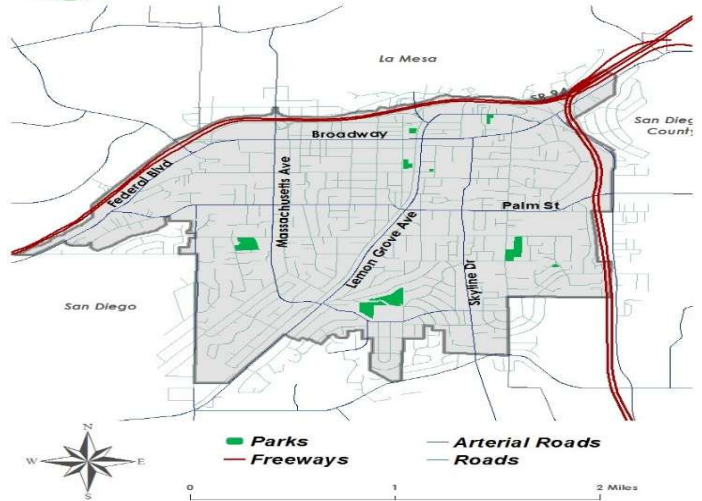 La Mesa
SR 94
San Dieg
County
Broadway
Federal Blvd
Massachusetts Ave
Lemon Grove Ave
Palm St
Skyline Dr
San Diego
N
W
E
S
Parks
Freeways
Arterial Roads
Roads
0
1
2 Miles